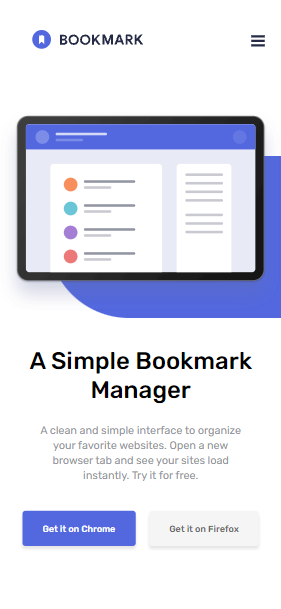 BOOKMARK
A Simple Bookmark
Manager
A clean and simple interface to organize
your favorite websites. Open a new
browser tab and see your sites load
instantly. Try it for free.
Get it on Chrome
Get it on Firefox